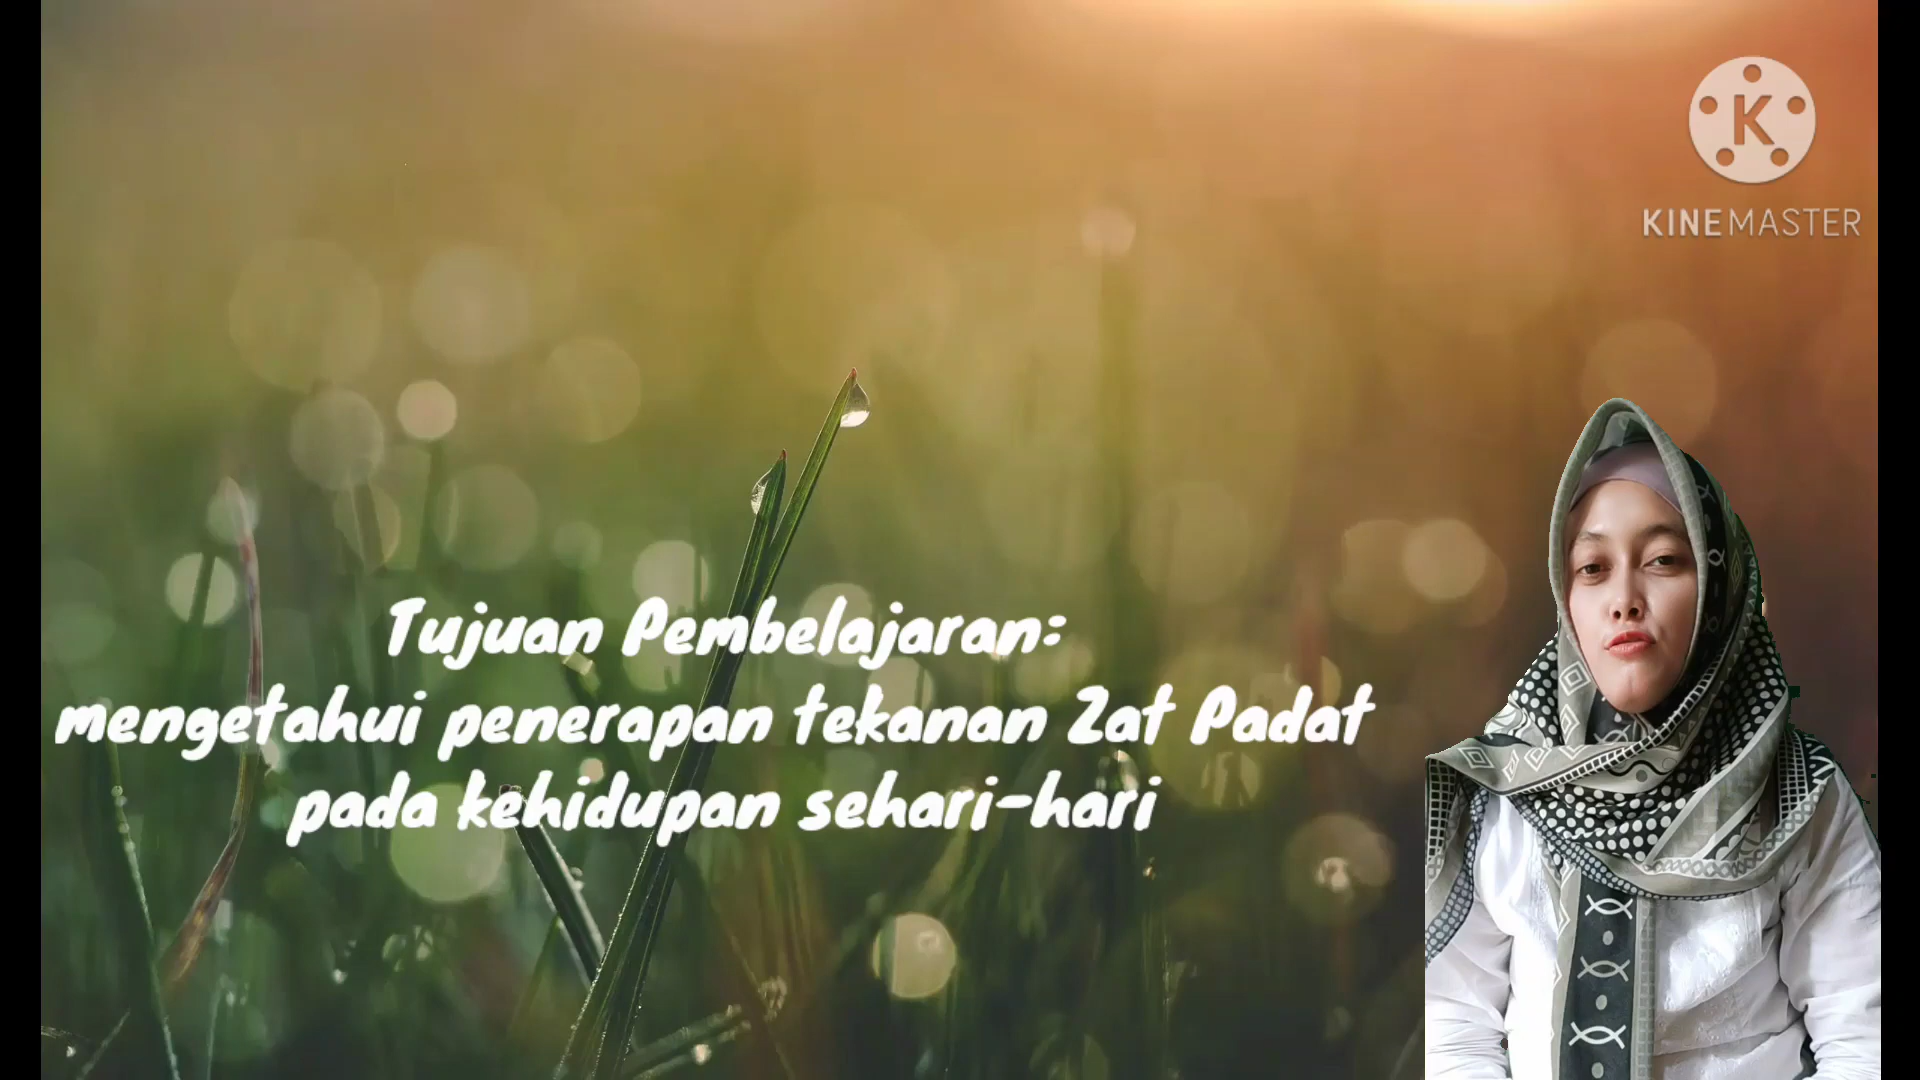 K
KINEMASTER
Tujuan Pembelajaran:
mengetahui penerapan tekanan Zat Padat
pada kehidupan sehari-hari